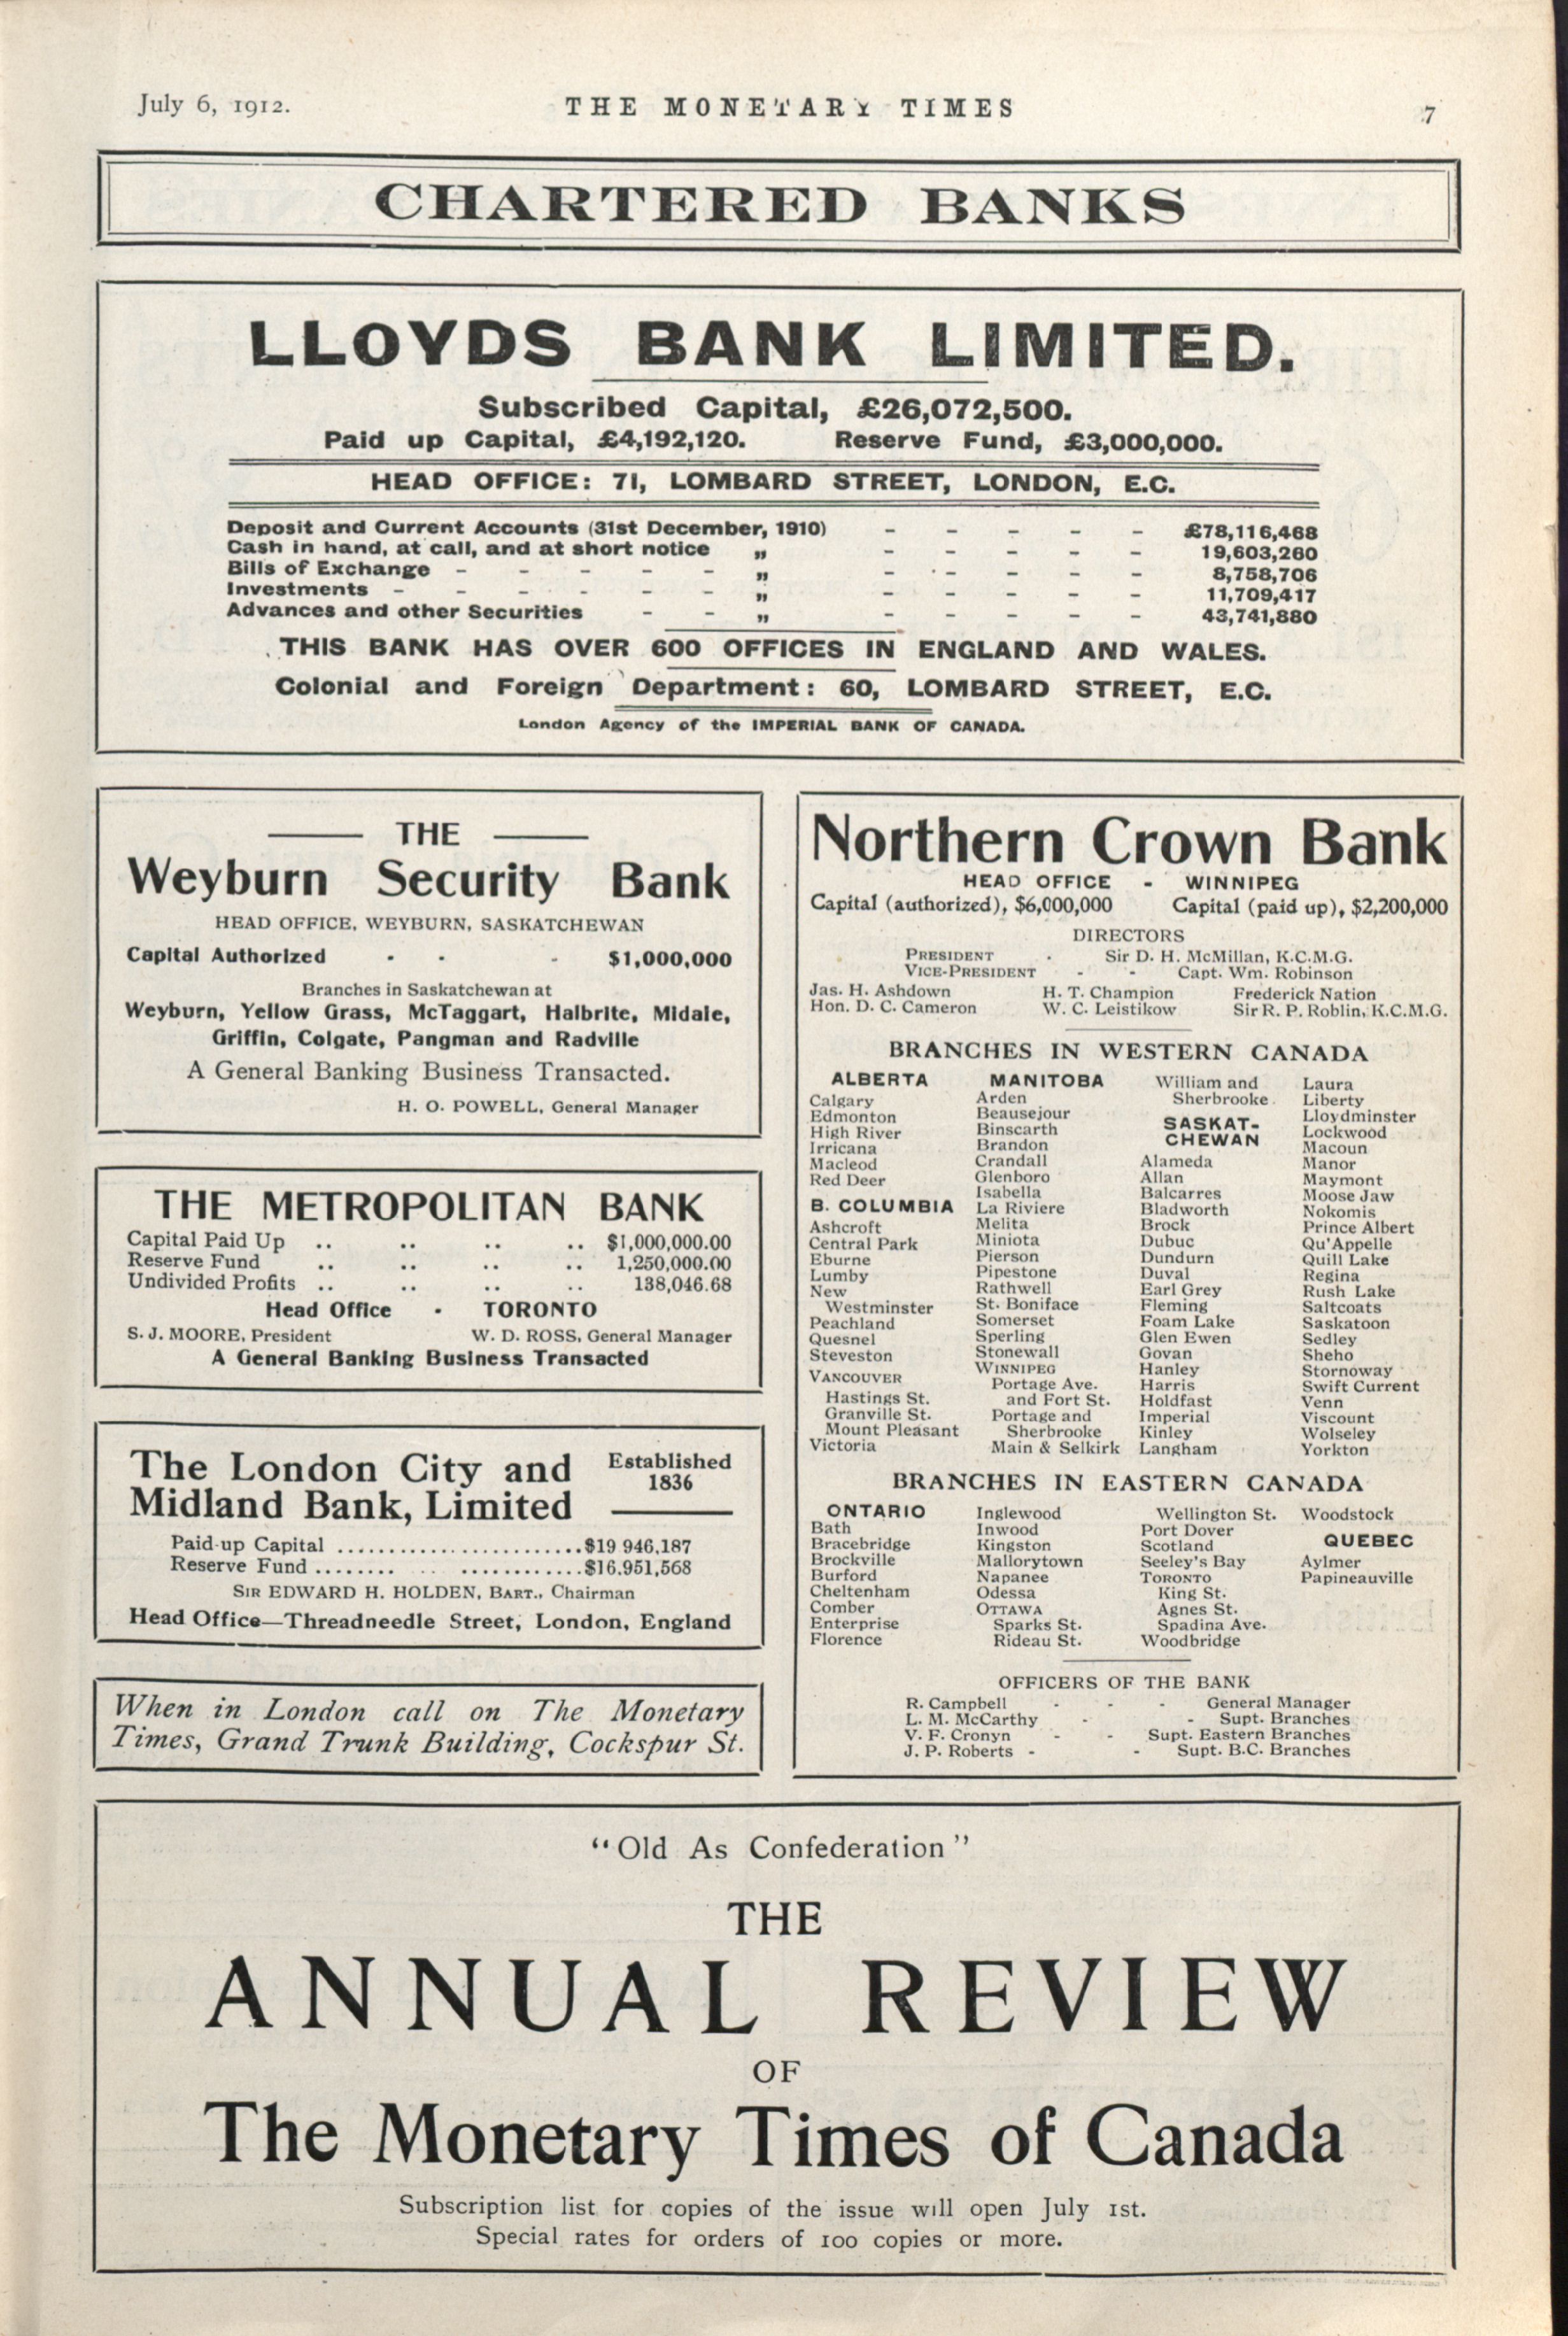 July 6, 1912.
THE MONETARY TIMES
7
CHARTERED BANKS
LLOYDS BANK LIMITED.
Subscribed Capital, £26,072,500.
Paid up Capital, £4,192,120. Reserve Fund, £3,000,000.
HEAD OFFICE: 71, LOMBARD STREET, LONDON, E.C.
Deposit and Current Accounts (31st December, 1910) - - - - - £78,116,468
Cash in hand, at call, and at short notice „ - - - - - 19,603,260
Bills of Exchange - - - - - „ - - - - - 8,758,706
Investments - - - - - - „ - - - - - 11,709,417
Advances and other Securities - - „ - - - - - 43,741,880
THIS BANK HAS OVER 600 OFFICES IN ENGLAND AND WALES.
Colonial and Foreign Department: 60, LOMBARD STREET, E.C.
London Agency of the IMPERIAL BANK OF CANADA.
THE
Weyburn Security Bank
HEAD OFFICE, WEYBURN, SASKATCHEWAN
Capital Authorized - - - $1,000,000
Branches in Saskatchewan at
Weyburn, Yellow Grass, McTaggart, Halbrite, Midale,
Griffin, Colgate, Pangman and Radville
A General Banking Business Transacted.
H. O. POWELL, General Manager
THE METROPOLITAN BANK
Capital Paid Up .. .. .. .. $1,000,000.00
Reserve Fund .. .. .. .. 1,250,000.00
Undivided Profits .. .. .. .. 138,046.68
Head Office - TORONTO
S. J. MOORE, President W. D. ROSS, General Manager
A General Banking Business Transacted
The London City and
Midland Bank, Limited
Established
1836
Paid-up Capital ........................$19 946,187
Reserve Fund ........ .. ............$16.951,568
SIR EDWARD H. HOLDEN, BART., Chairman
Head Office—Threadneedle Street, London, England
When in London call on The Monetary
Times, Grand Trunk Building, Cockspur St.
Northern Crown Bank
HEAD OFFICE - WINNIPEG
Capital (authorized), $6,000,000 Capital (paid up), $2,200,000
DIRECTORS
PRESIDENT - Sir D. H. McMillan, K.C.M.G.
VICE-PRESIDENT - - Capt. Wm. Robinson
Jas. H. Ashdown H. T. Champion Frederick Nation
Hon. D. C. Cameron W. C. Leistikow Sir R. P. Roblin, K.C.M.G.
BRANCHES IN WESTERN CANADA
ALBERTA
Calgary
Edmonton
High River
Irricana
Macleod
Red Deer
B. COLUMBIA
Ashcroft
Central Park
Eburne
Lumby
New
Westminster
Peachland
Quesnel
Steveston
VANCOUVER
Hastings St.
Granville St.
Mount Pleasant
Victoria
MANITOBA
Arden
Beausejour
Binscarth
Brandon
Crandall
Glenboro
Isabella
La Riviere
Melita
Miniota
Pierson
Pipestone
Rathwell
St. Boniface
Somerset
Sperling
Stonewall
WINNIPEG
Portage Ave.
and Fort St.
Portage and
Sherbrooke
Main & Selkirk
William and
Sherbrooke
SASKAT-
CHEWAN
Alameda
Allan
Balcarres
Bladworth
Brock
Dubuc
Dundurn
Duval
Earl Grey
Fleming
Foam Lake
Glen Ewen
Govan
Hanley
Harris
Holdfast
Imperial
Kinley
Langham
Laura
Liberty
Lloydminster
Lockwood
Macoun
Manor
Maymont
Moose Jaw
Nokomis
Prince Albert
Qu'Appelle
Quill Lake
Regina
Rush Lake
Saltcoats
Saskatoon
Sedley
Sheho
Stornoway
Swift Current
Venn
Viscount
Wolseley
Yorkton
BRANCHES IN EASTERN CANADA
ONTARIO
Bath
Bracebridge
Brockville
Burford
Cheltenham
Comber
Enterprise
Florence
Inglewood
Inwood
Kingston
Mallorytown
Napanee
Odessa
OTTAWA
Sparks St.
Rideau St.
Wellington St.
Port Dover
Scotland
Seeley's Bay
TORONTO
King St.
Agnes St.
Spadina Ave.
Woodbridge
Woodstock
QUEBEC
Aylmer
Papineauville
OFFICERS OF THE BANK
R. Campbell - - - General Manager
L. M. McCarthy - - Supt. Branches
V. F. Cronyn - - Supt. Eastern Branches
J. P. Roberts - - Supt. B.C. Branches
"Old As Confederation"
THE
ANNUAL REVIEW
OF
The Monetary Times of Canada
Subscription list for copies of the issue will open July 1st.
Special rates for orders of 100 copies or more.